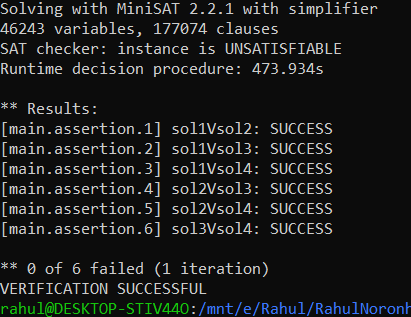 Solving with MiniSAT 2.2.1 with simplifier
46243 variables, 177074 clauses
SAT checker: instance is UNSATISFIABLE
Runtime decision procedure: 473.934s
** Results:
[main.assertion.1] sol1Vsol2: SUCCESS
[main.assertion.2] sol1Vsol3: SUCCESS
[main.assertion.3] sol1Vsol4: SUCCESS
[main.assertion.4] sol2Vsol3: SUCCESS
[main.assertion.5] sol2Vsol4: SUCCESS
[main.assertion.6] sol3Vsol4: SUCCESS
** 0 of 6 failed (1 iteration)
VERIFICATION SUCCESSFUL
rahul@DESKTOP-STIV44O:/mnt/e/Rahul/RahulNoronh